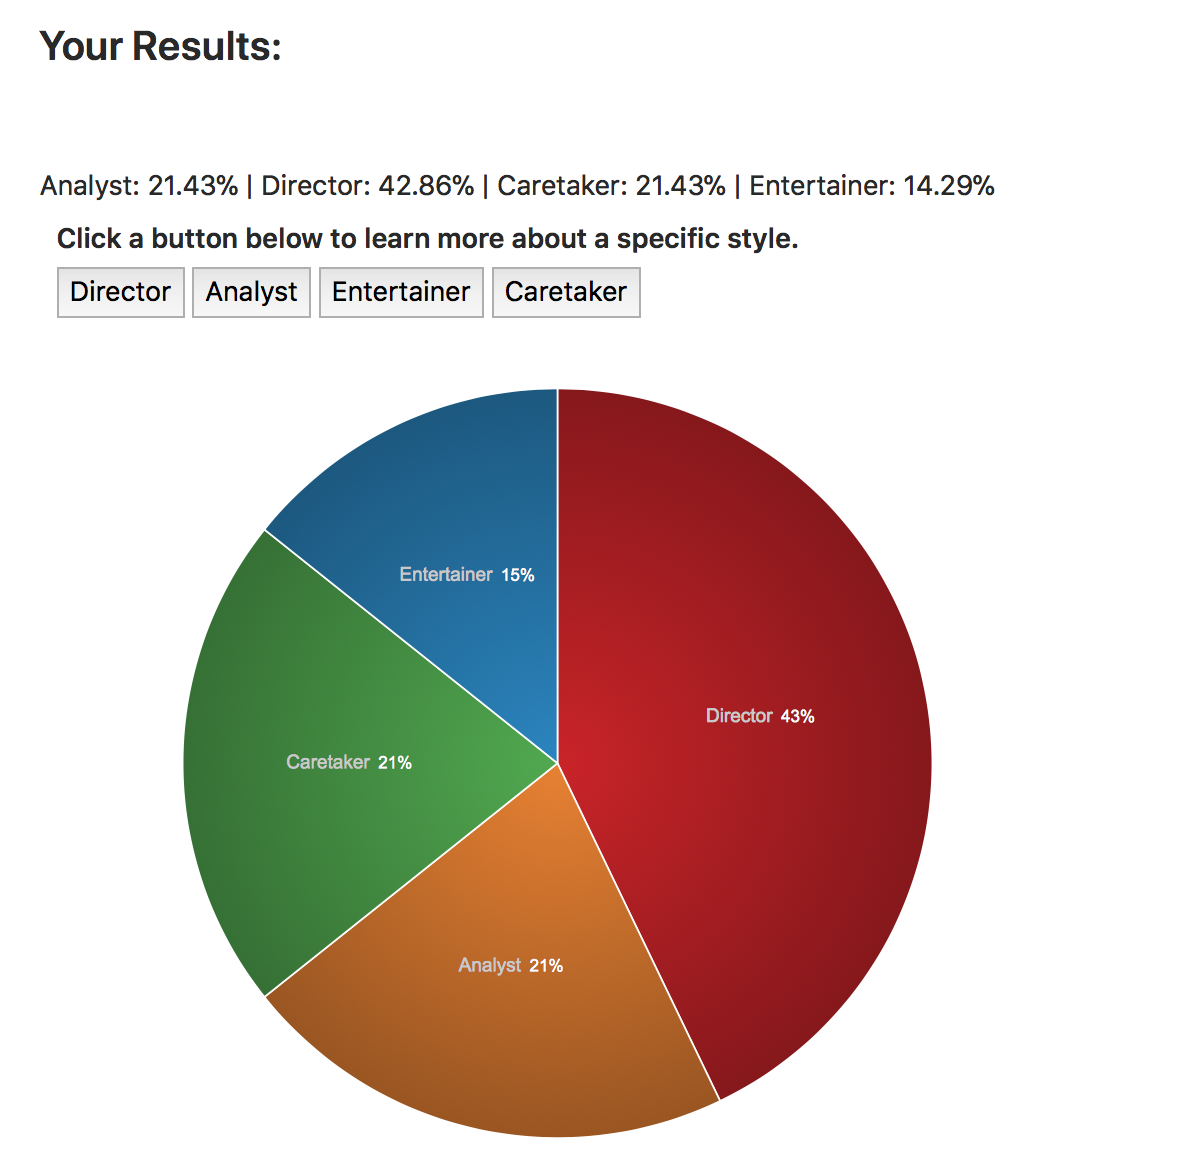 Your Results:
Analyst: 21.43% | Director: 42.86% | Caretaker: 21.43% | Entertainer: 14.29%
Click a button below to learn more about a specific style.
Director Analyst Entertainer Caretaker
Entertainer 15%
Director 43%
Caretaker 21%
Analyst 21%